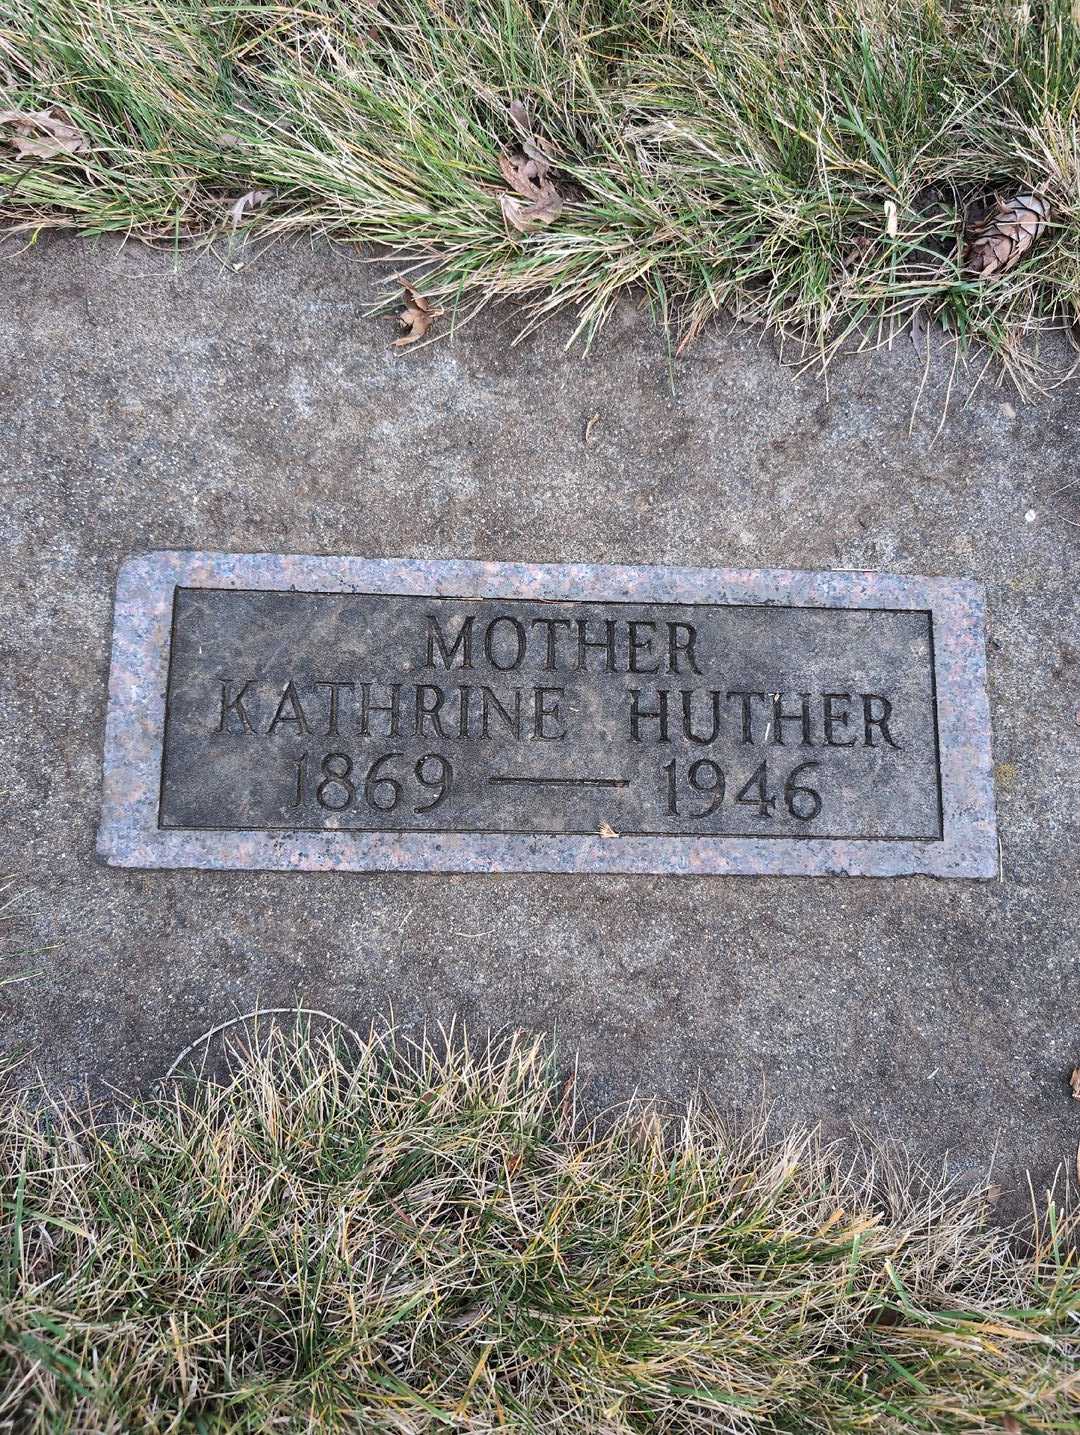 MOTHER
KATHRINE HUTHER
1869 — 1946